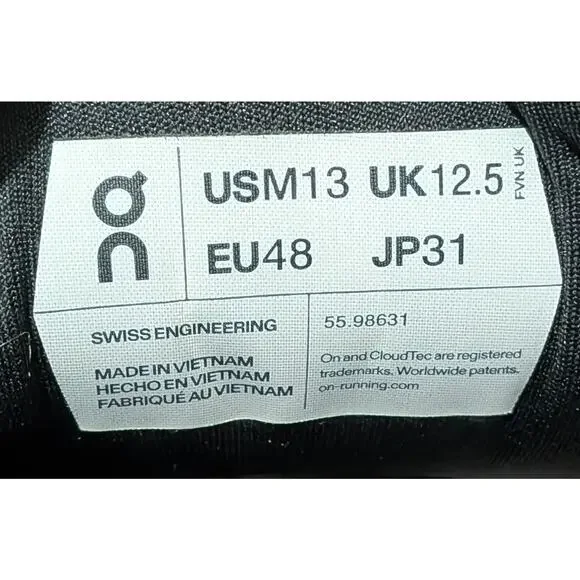 USM13 UK12.5
EU48 JP31
FVN UK
SWISS ENGINEERING
MADE IN VIETNAM
HECHO EN VIETNAM
FABRIQUÉ AU VIETNAM
55.98631
On and CloudTec are registered
trademarks. Worldwide patents.
on-running.com